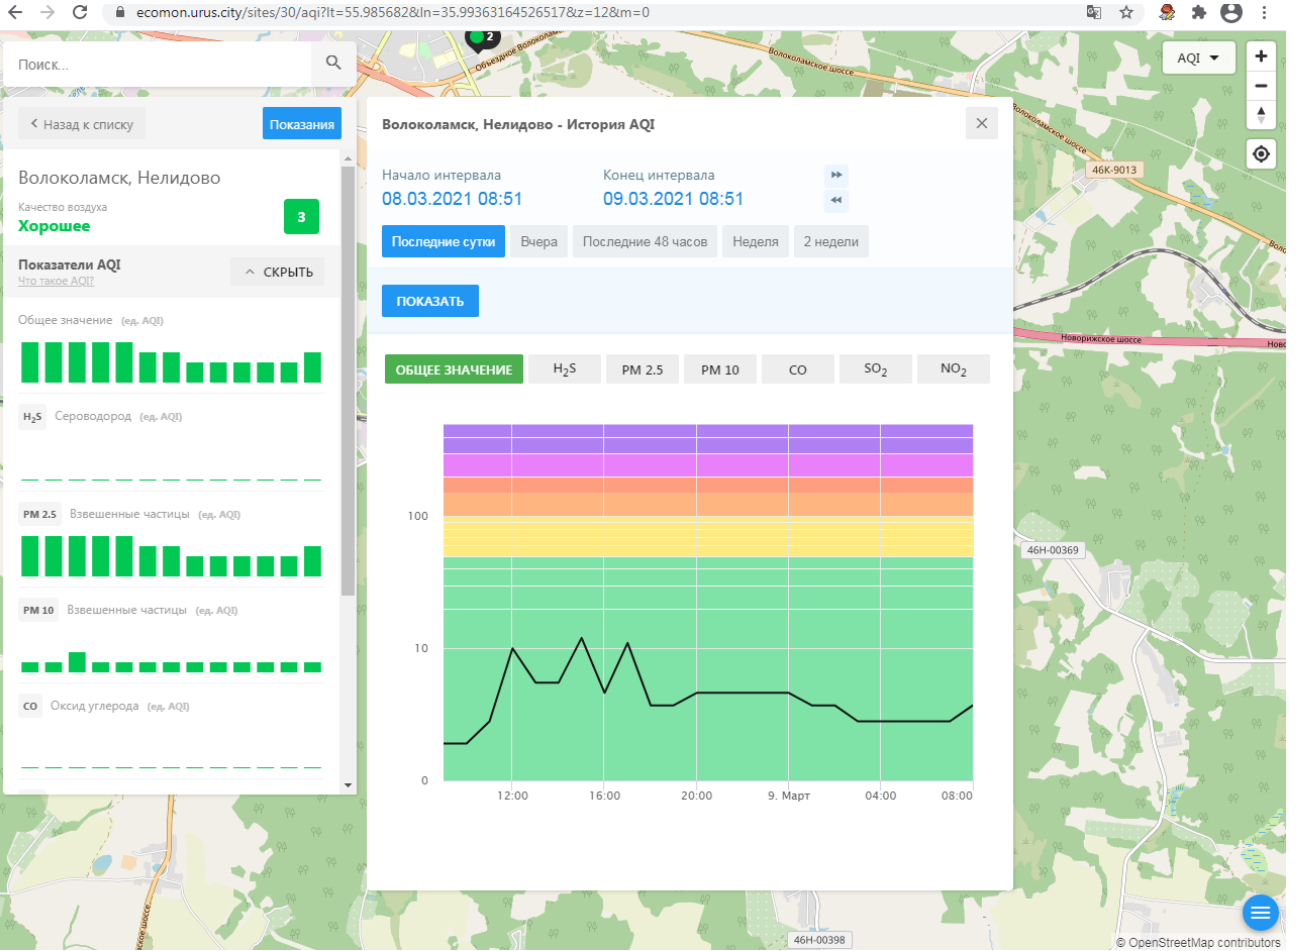 ecomon.urus.city/sites/30/aqi?lt=55.985682&ln=35.99363164526517&z=12&m=0
2
Объездное Волоколамск
Волоколамское шоссе
Поиск...
AQI
Назад к списку
Показания
Волоколамск, Нелидово - История AQI
46К-9013
Волоколамск, Нелидово
Качество воздуха
Хорошее
3
Начало интервала
Конец интервала
08.03.2021 08:51
09.03.2021 08:51
Последние сутки
Вчера
Последние 48 часов
Неделя
2 недели
Показатели AQI
Что такое AQI?
СКРЫТЬ
ПОКАЗАТЬ
Общее значение (ед. AQI)
Новорижское шоссе
Ново
ОБЩЕЕ ЗНАЧЕНИЕ
H2S
PM 2.5
PM 10
CO
SO2
NO2
H2S Сероводород (ед. AQI)
PM 2.5 Взвешенные частицы (ед. AQI)
100
46Н-00369
PM 10 Взвешенные частицы (ед. AQI)
10
CO Оксид углерода (ед. AQI)
0
12:00
16:00
20:00
9. Март
04:00
08:00
46Н-00398
© OpenStreetMap contributors